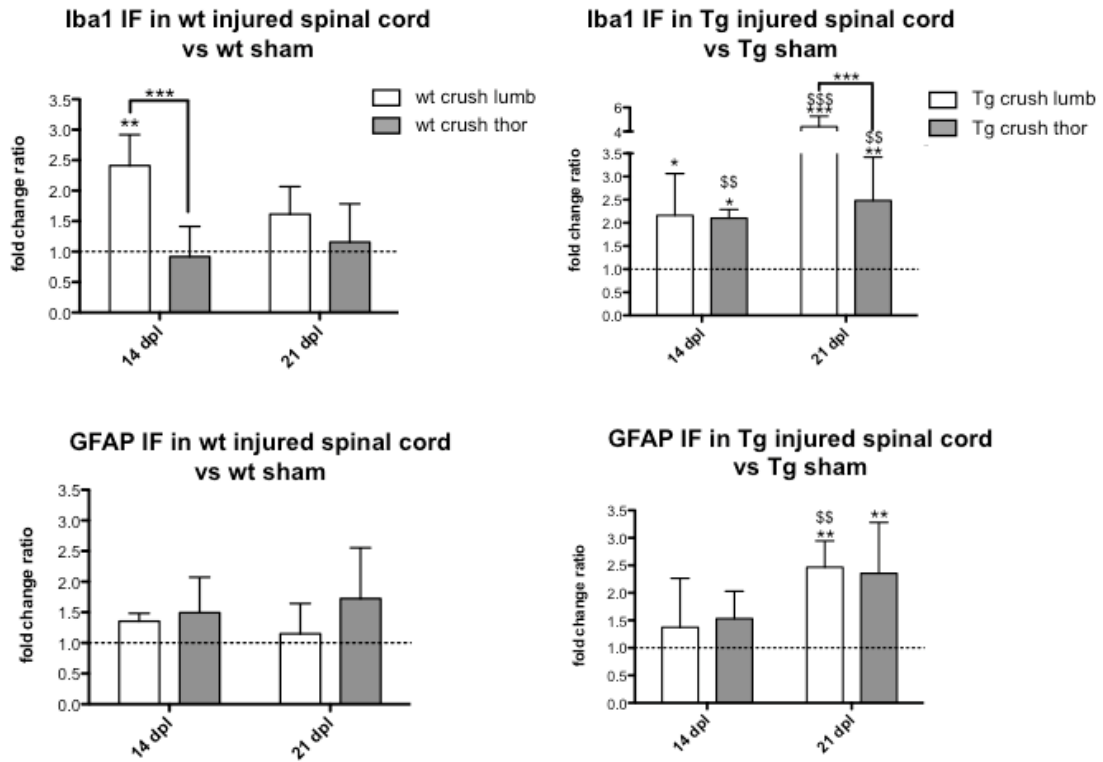 Iba1 IF in wt injured spinal cord
vs wt sham
fold change ratio
3.5
3.0
2.5
2.0
1.5
1.0
0.5
0.0
**
***
14 dpl
21 dpl
wt crush lumb
wt crush thor
Iba1 IF in Tg injured spinal cord
vs Tg sham
fold change ratio
6
4
3.5
3.0
2.5
2.0
1.5
1.0
0.5
0.0
*
$$
*
$$$
***
***
$$
**
14 dpl
21 dpl
Tg crush lumb
Tg crush thor
GFAP IF in wt injured spinal cord
vs wt sham
fold change ratio
3.5
3.0
2.5
2.0
1.5
1.0
0.5
0.0
14 dpl
21 dpl
GFAP IF in Tg injured spinal cord
vs Tg sham
fold change ratio
3.5
3.0
2.5
2.0
1.5
1.0
0.5
0.0
$$
**
**
14 dpl
21 dpl